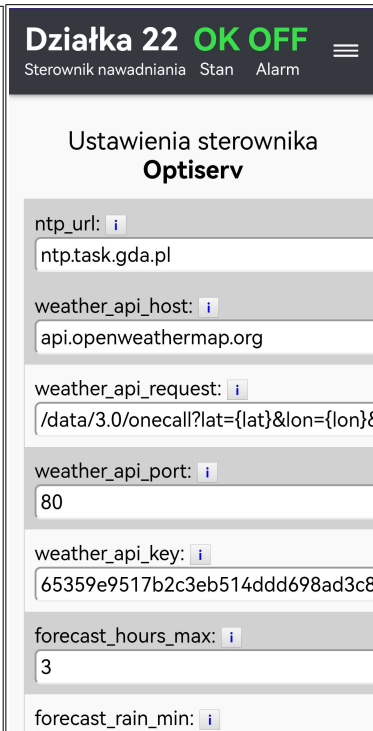 Działka 22 OK OFF
Sterownik nawadniania Stan Alarm
Ustawienia sterownika
Optiserv
ntp_url: i
ntp.task.gda.pl
weather_api_host: i
api.openweathermap.org
weather_api_request: i
/data/3.0/onecall?lat={lat}&lon={lon}&
weather_api_port: i
80
weather_api_key: i
65359e9517b2c3eb514ddd698ad3c8
forecast_hours_max: i
3
forecast_rain_min: i